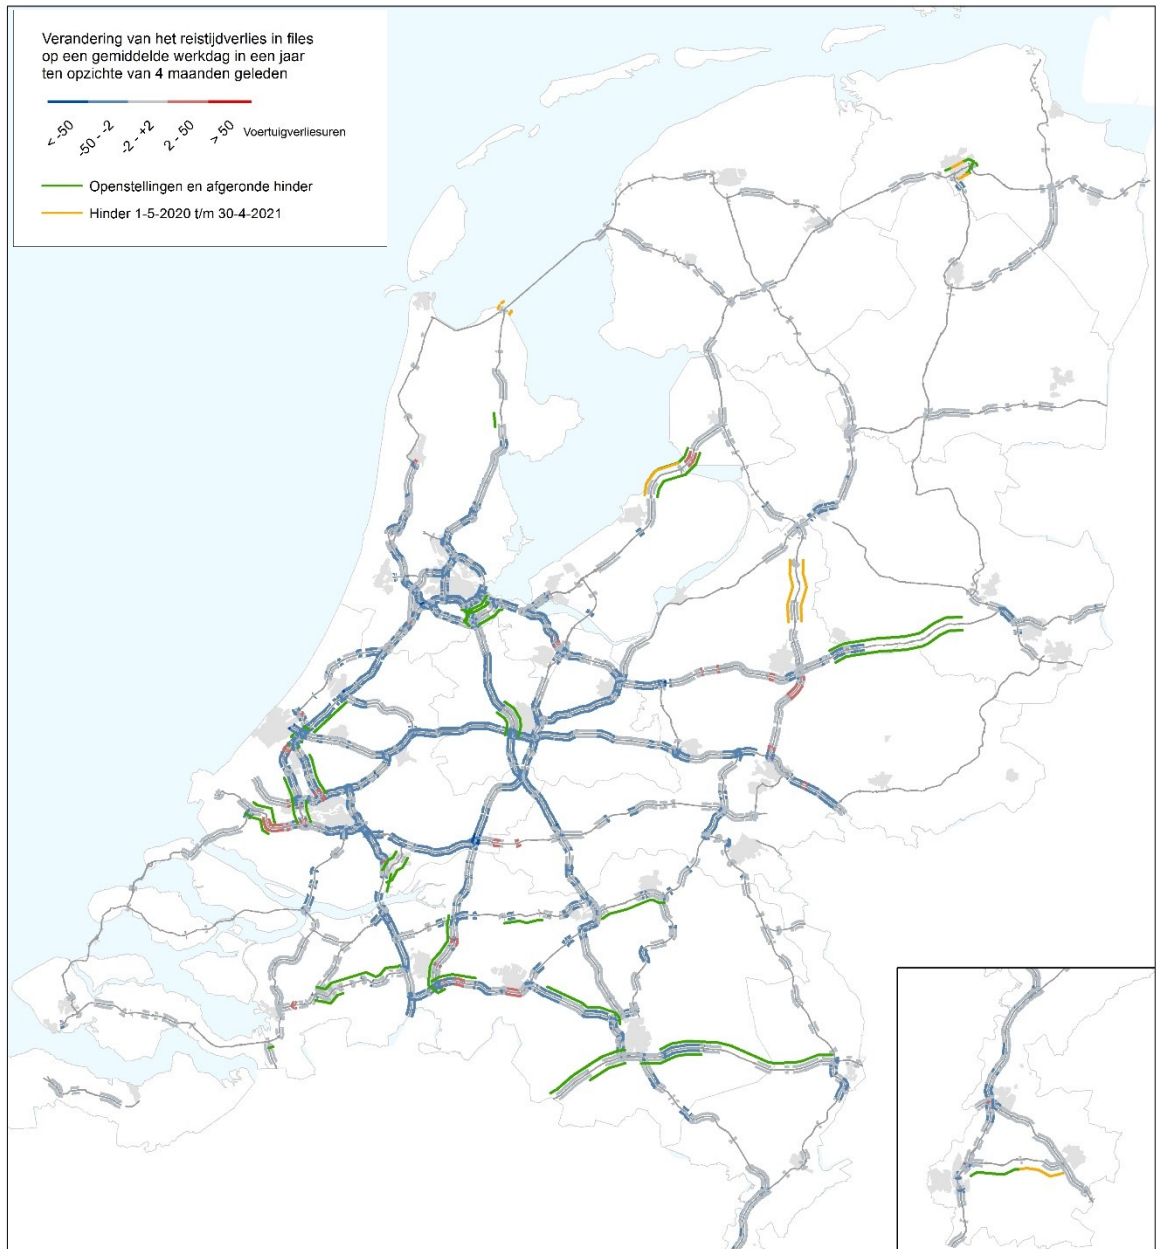 Verandering van het reistijdverlies in files
op een gemiddelde werkdag in een jaar
ten opzichte van 4 maanden geleden
< -50
-50 - -2
-2 - +2
2 - 50
> 50
Voertuigverliesuren
Openstellingen en afgeronde hinder
Hinder 1-5-2020 t/m 30-4-2021